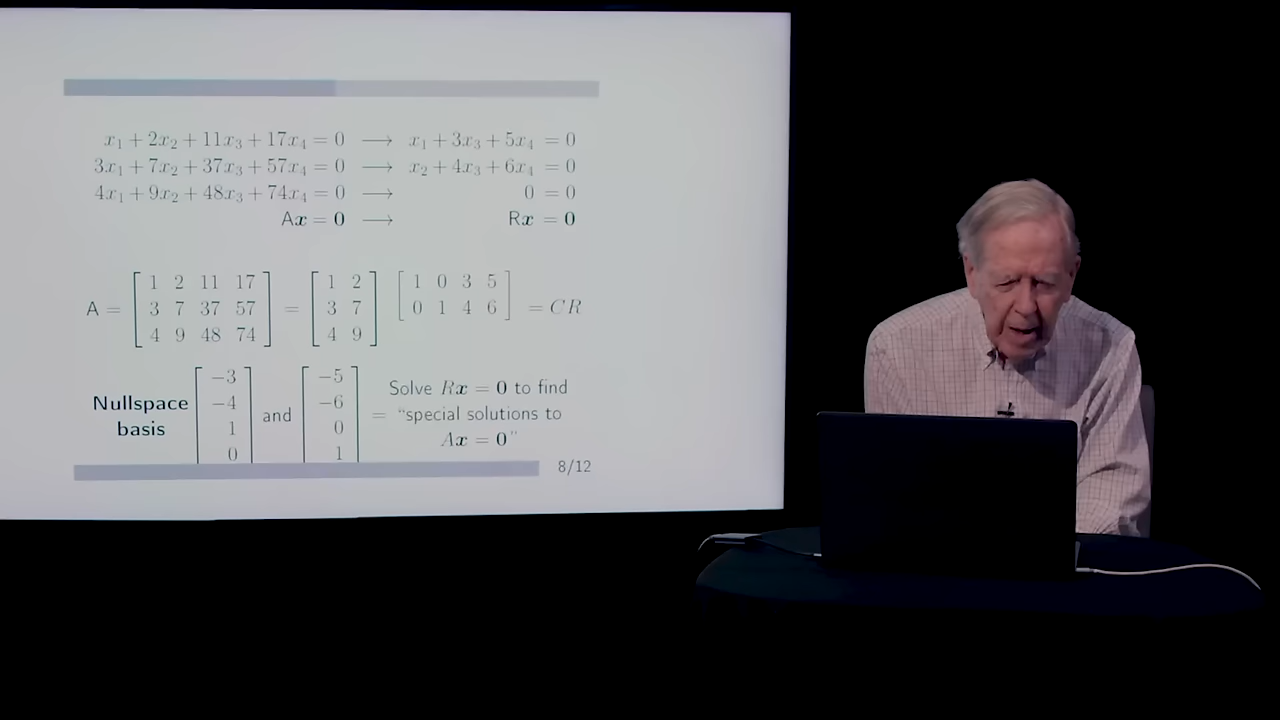 x₁ + 2x₂ + 11x₃ + 17x₄ = 0 ⟶ x₁ + 3x₃ + 5x₄ = 0
3x₁ + 7x₂ + 37x₃ + 57x₄ = 0 ⟶ x₂ + 4x₃ + 6x₄ = 0
4x₁ + 9x₂ + 48x₃ + 74x₄ = 0 ⟶ 0 = 0
Ax = 0 ⟶ Rx = 0
1 2 11 17 1 2 1 0 3 5
A = 3 7 37 57 = 3 7 0 1 4 6 = CR
4 9 48 74 4 9
−3 −5
Nullspace −4 and −6 Solve Rx = 0 to find
basis 1 0 = “special solutions to
0 1 Ax = 0”
8/12